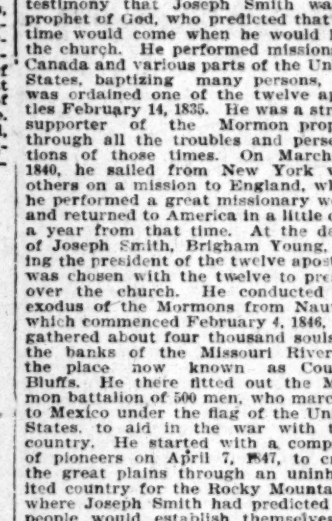 testimony that Joseph Smith wa
prophet of God, who predicted that
time would come when he would l
the church. He performed mission
Canada and various parts of the Un
States, baptizing many persons,
was ordained one of the twelve ap
tles February 14, 1835. He was a str
supporter of the Mormon pro
through all the troubles and perse
tions of those times. On March
1840, he sailed from New York
others on a mission to England, w
he performed a great missionary w
and returned to America in a little
a year from that time. At the de
of Joseph Smith, Brigham Young,
ing the president of the twelve apost
was chosen with the twelve to pre
over the church. He conducted
exodus of the Mormons from Nau
which commenced February 4, 1846,
gathered about four thousand souls
the banks of the Missouri River
the place now known as Cou
Bluffs. He there fitted out the M
mon battalion of 500 men, who marc
to Mexico under the flag of the Un
States, to aid in the war with t
country. He started with a comp
of pioneers on April 7, 1847, to c
the great plains through an uninh
ited country for the Rocky Mounta
where Joseph Smith had predicted
people would establish themselve